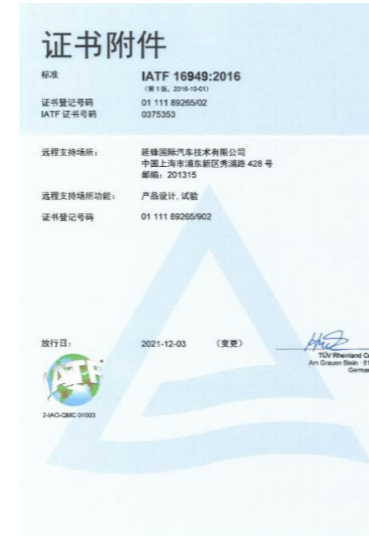 证书附件
标准 IATF 16949:2016
(第 1 版, 2016-10-01)
证书登记号码 01 111 89265/02
IATF 证书号码 0375353
远程支持场所: 延锋国际汽车技术有限公司
中国上海市浦东新区秀浦路 428 号
邮编: 201315
远程支持场所功能: 产品设计, 试验
证书登记号码 01 111 89265/902
放行日: 2021-12-03 (变更)
TÜV Rheinland
Am Grauen Stein
IATF
2-IAO-QMC 01003